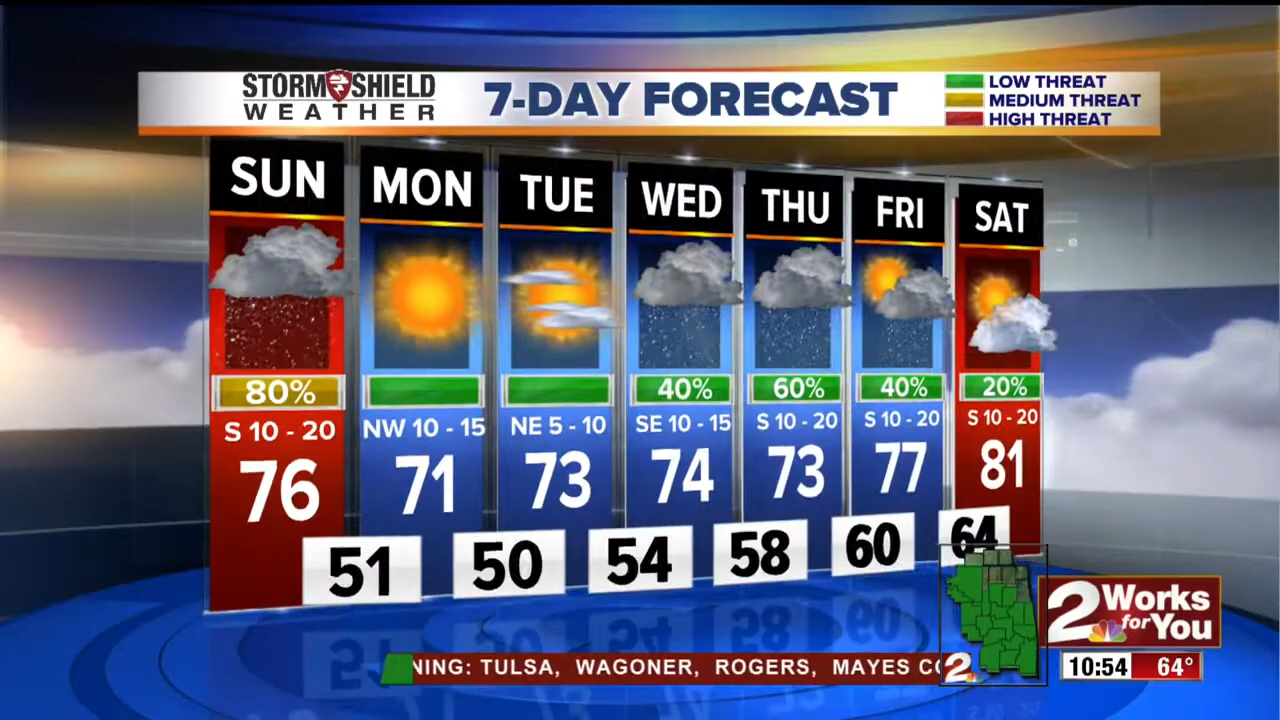 STORM SHIELD
WEATHER
7-DAY FORECAST
LOW THREAT
MEDIUM THREAT
HIGH THREAT
SUN MON TUE WED THU FRI SAT
80% 40% 60% 40% 20%
S 10 - 20 NW 10 - 15 NE 5 - 10 SE 10 - 15 S 10 - 20 S 10 - 20 S 10 - 20
76 71 73 74 73 77 81
51 50 54 58 60 64
2 Works
for You
NING: TULSA, WAGONER, ROGERS, MAYES CO
2
10:54 64°